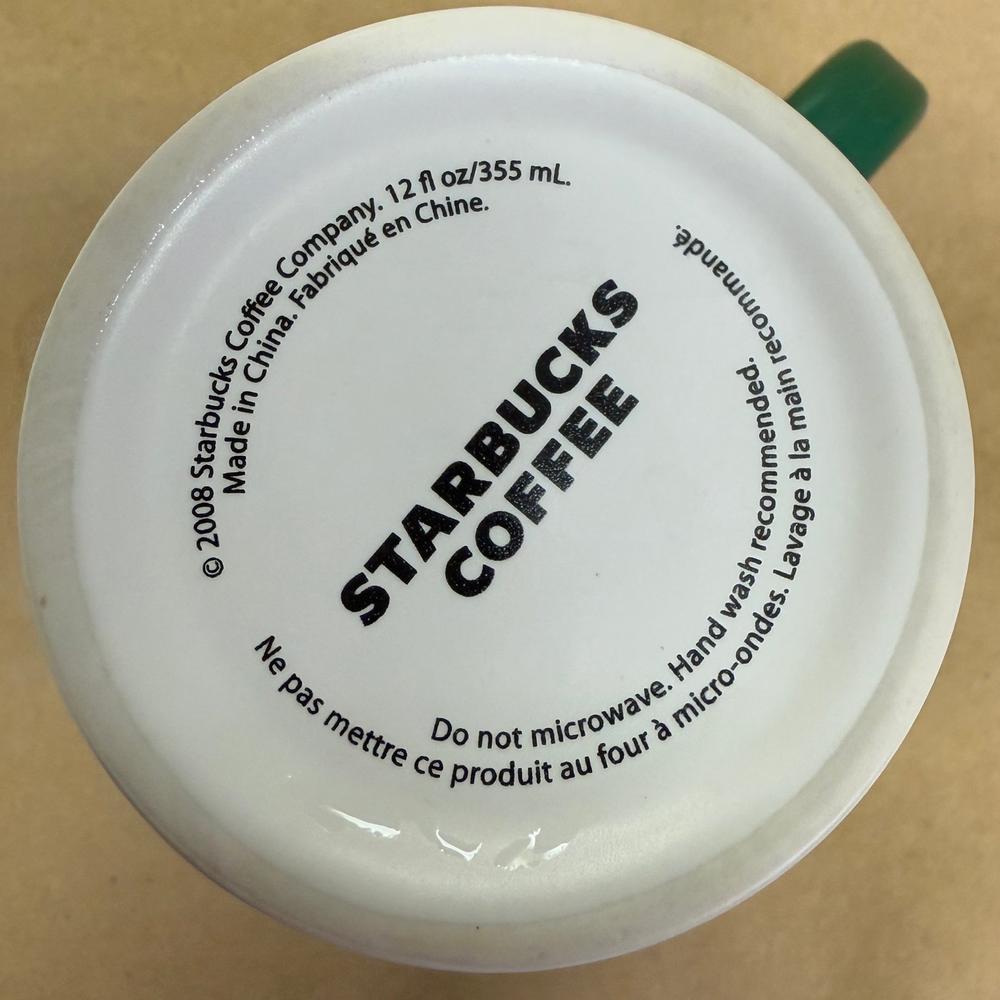 © 2008 Starbucks Coffee Company. 12 fl oz/355 mL.
Made in China. Fabriqué en Chine.
STARBUCKS
COFFEE
Do not microwave. Hand wash recommended.
Ne pas mettre ce produit au four à micro-ondes. Lavage à la main recommandé.